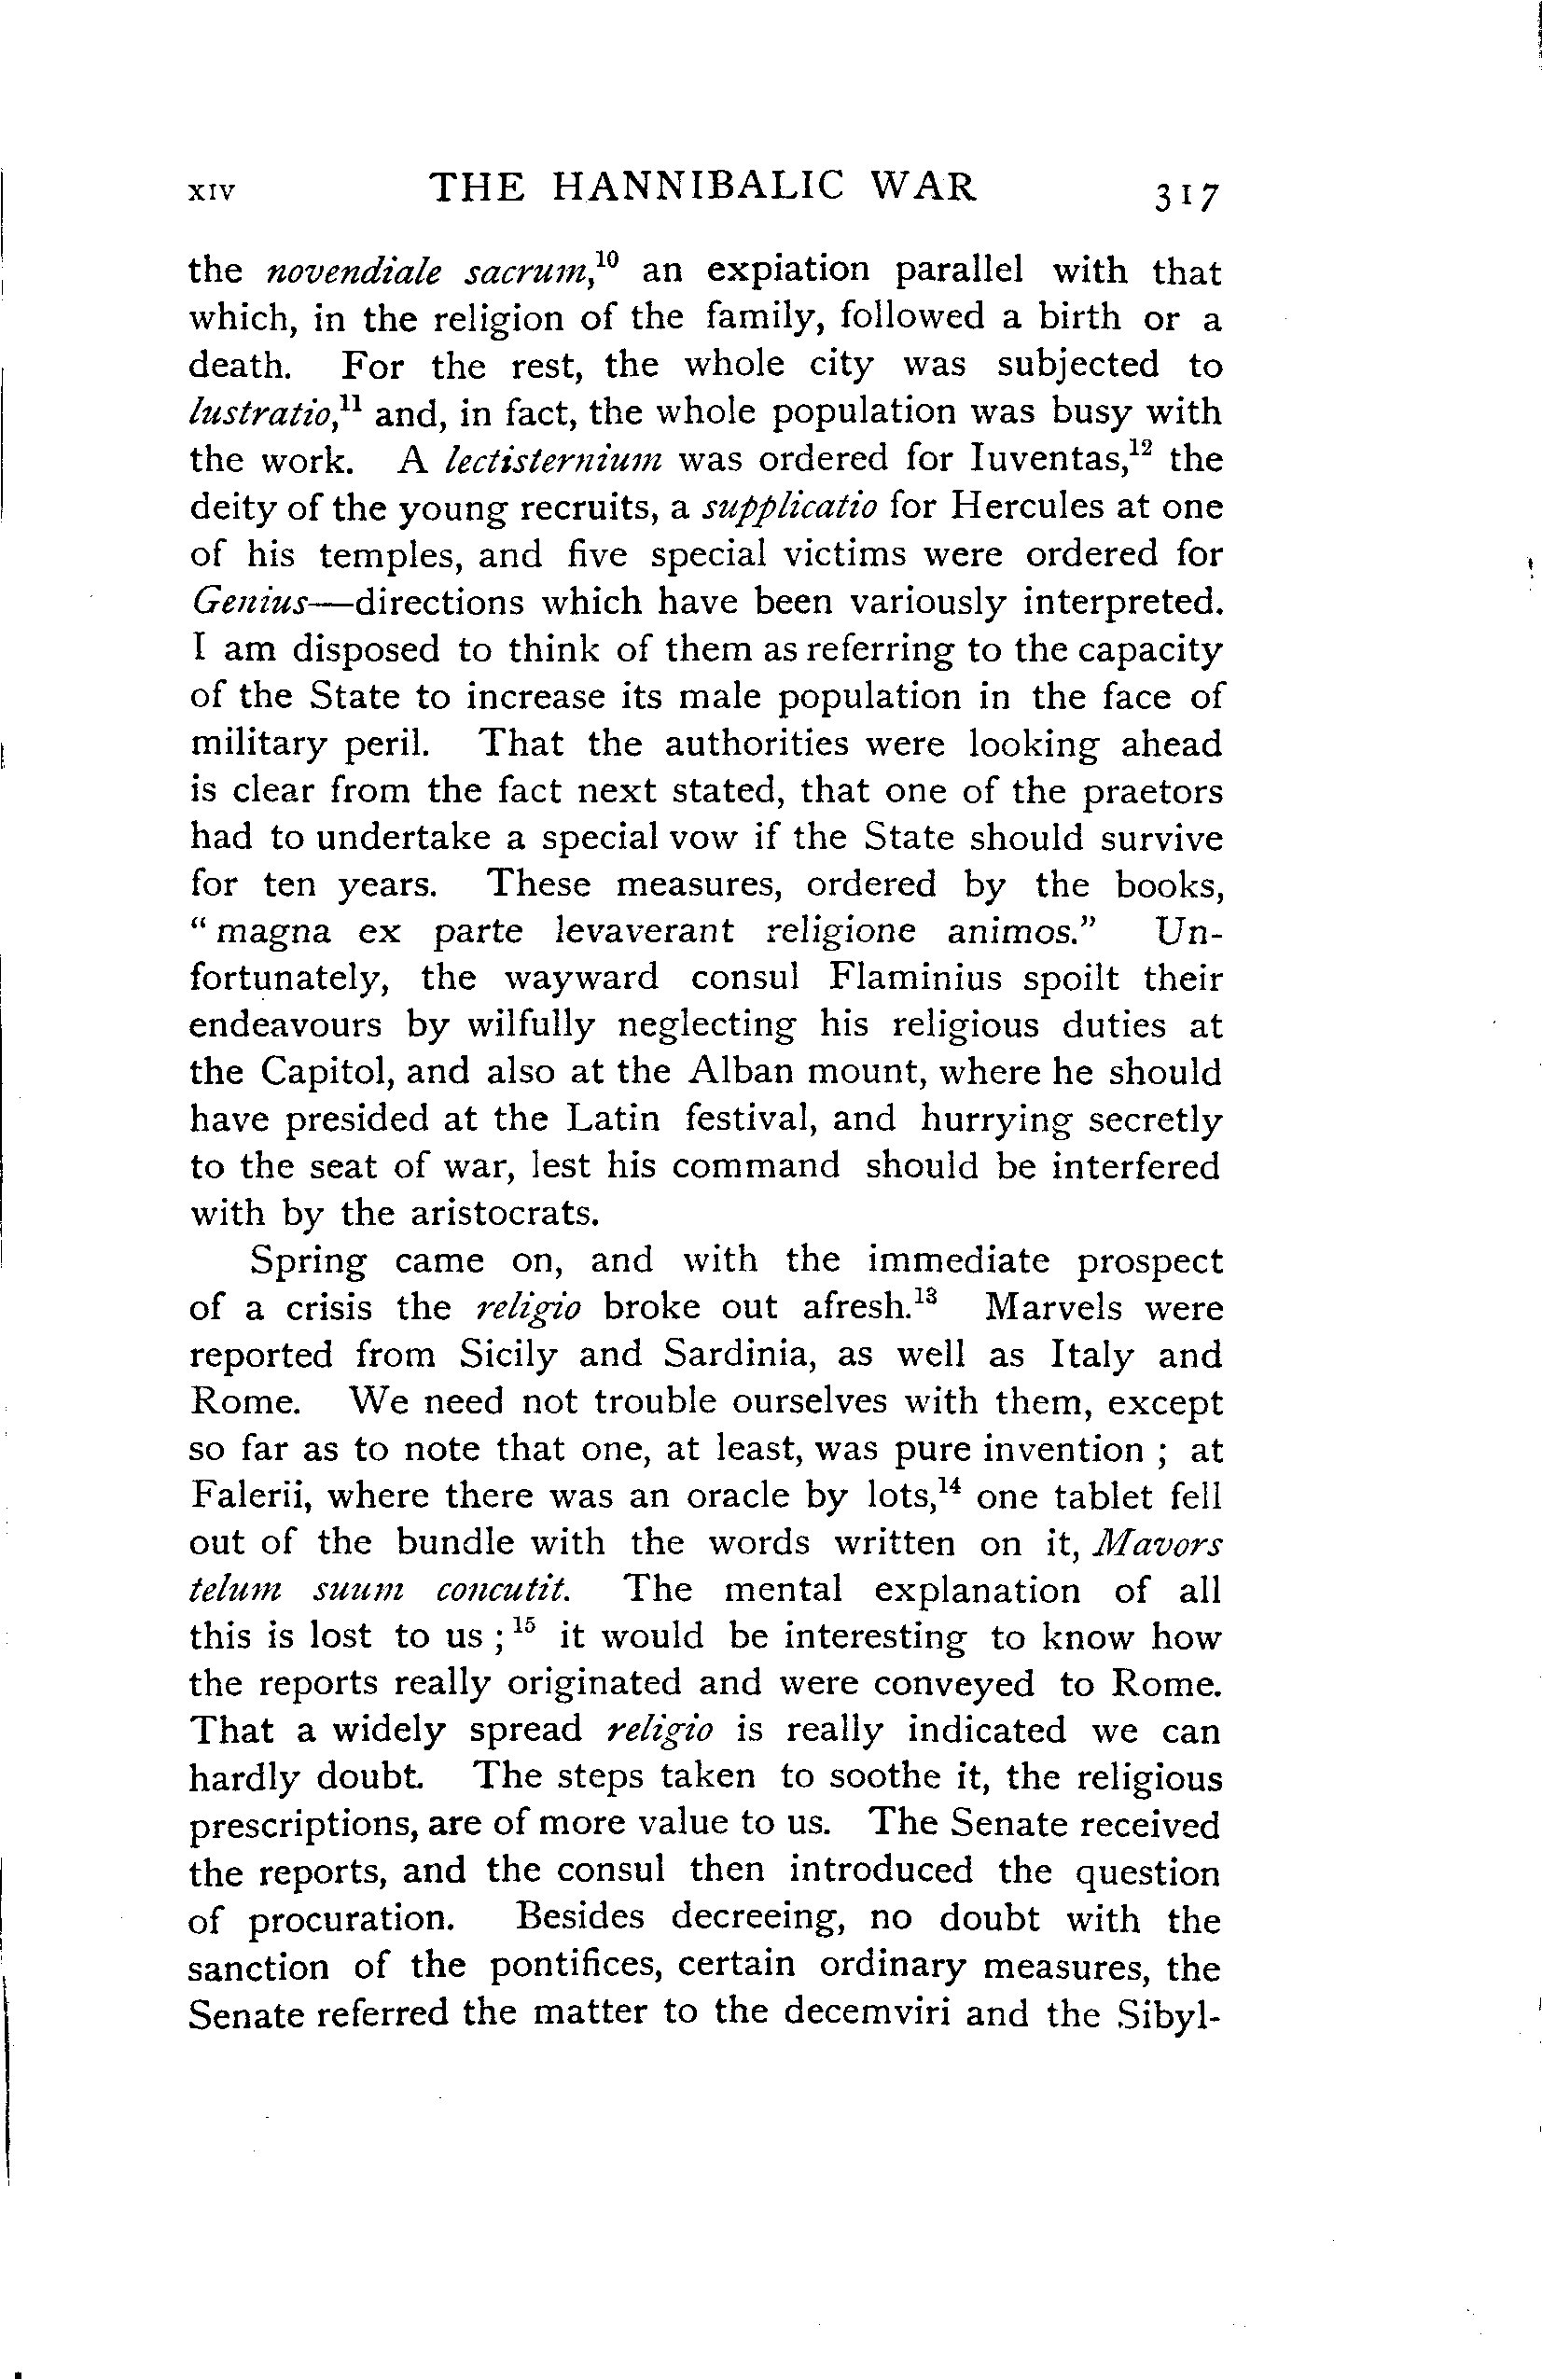 xiv THE HANNIBALIC WAR 317
the novendiale sacrum,¹⁰ an expiation parallel with that
which, in the religion of the family, followed a birth or a
death. For the rest, the whole city was subjected to
lustratio,¹¹ and, in fact, the whole population was busy with
the work. A lectisternium was ordered for Iuventas,¹² the
deity of the young recruits, a supplicatio for Hercules at one
of his temples, and five special victims were ordered for
Genius—directions which have been variously interpreted.
I am disposed to think of them as referring to the capacity
of the State to increase its male population in the face of
military peril. That the authorities were looking ahead
is clear from the fact next stated, that one of the praetors
had to undertake a special vow if the State should survive
for ten years. These measures, ordered by the books,
“magna ex parte levaverant religione animos.” Un-
fortunately, the wayward consul Flaminius spoilt their
endeavours by wilfully neglecting his religious duties at
the Capitol, and also at the Alban mount, where he should
have presided at the Latin festival, and hurrying secretly
to the seat of war, lest his command should be interfered
with by the aristocrats.
Spring came on, and with the immediate prospect
of a crisis the religio broke out afresh.¹³ Marvels were
reported from Sicily and Sardinia, as well as Italy and
Rome. We need not trouble ourselves with them, except
so far as to note that one, at least, was pure invention ; at
Falerii, where there was an oracle by lots,¹⁴ one tablet fell
out of the bundle with the words written on it, Mavors
telum suum concutit. The mental explanation of all
this is lost to us ;¹⁵ it would be interesting to know how
the reports really originated and were conveyed to Rome.
That a widely spread religio is really indicated we can
hardly doubt. The steps taken to soothe it, the religious
prescriptions, are of more value to us. The Senate received
the reports, and the consul then introduced the question
of procuration. Besides decreeing, no doubt with the
sanction of the pontifices, certain ordinary measures, the
Senate referred the matter to the decemviri and the Sibyl-